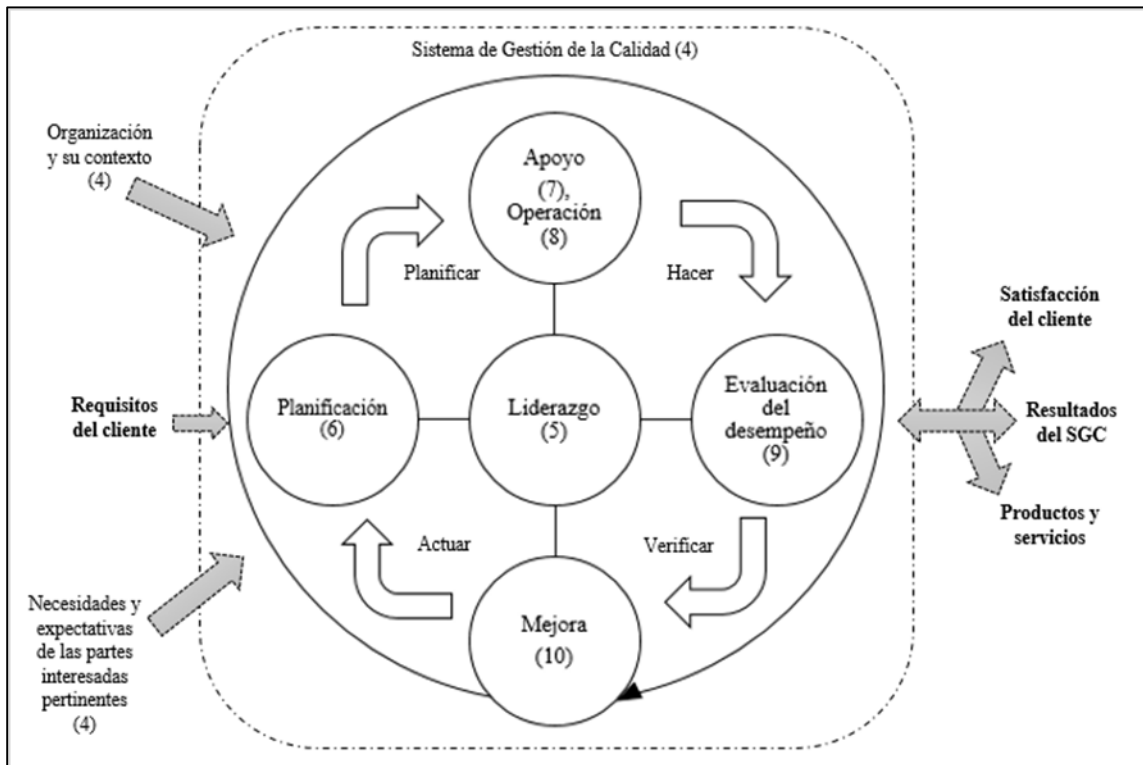 Sistema de Gestión de la Calidad (4)
Organización
y su contexto
(4)
Apoyo
(7),
Operación
(8)
Planificar
Hacer
Satisfacción
del cliente
Requisitos
del cliente
Planificación
(6)
Liderazgo
(5)
Evaluación
del
desempeño
(9)
Resultados
del SGC
Actuar
Verificar
Productos y
servicios
Necesidades y
expectativas
de las partes
interesadas
pertinentes
(4)
Mejora
(10)